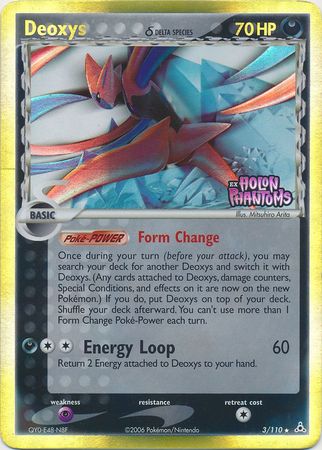 Deoxys
δ DELTA SPECIES
70 HP
EX
HOLON
PHANTOMS
Illus. Mitsuhiro Arita
BASIC
Poké-POWER Form Change
Once during your turn (before your attack), you may
search your deck for another Deoxys and switch it with
Deoxys. (Any cards attached to Deoxys, damage counters,
Special Conditions, and effects on it are now on the new
Pokémon.) If you do, put Deoxys on top of your deck.
Shuffle your deck afterward. You can't use more than 1
Form Change Poké-Power each turn.
Energy Loop 60
Return 2 Energy attached to Deoxys to your hand.
weakness resistance retreat cost
©2006 Pokémon/Nintendo
3/110 ★